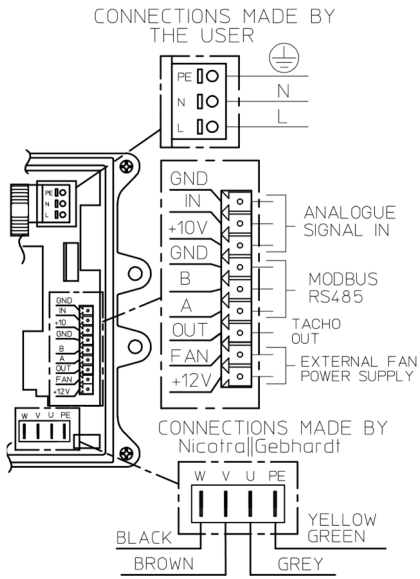 CONNECTIONS MADE BY
THE USER
PE
N
L
N
L
GND
IN
+10V
GND
B
A
OUT
FAN
+12V
ANALOGUE
SIGNAL IN
MODBUS
RS485
TACHO
OUT
EXTERNAL FAN
POWER SUPPLY
PE
N
L
GND
IN
+10
GND
B
A
OUT
FAN
+12V
W V U PE
CONNECTIONS MADE BY
Nicotra||Gebhardt
W V U PE
BLACK
BROWN
YELLOW
GREEN
GREY